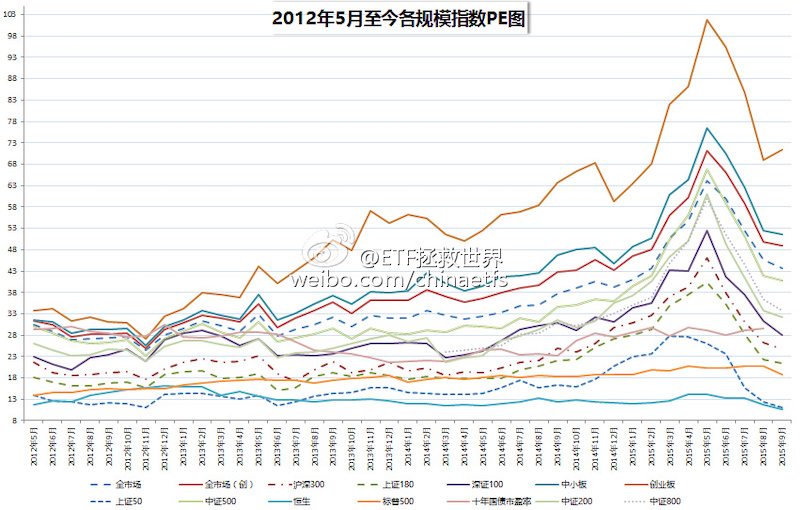 2012年5月至今各规模指数PE图
103
98
93
88
83
78
73
68
63
58
53
48
43
38
33
28
23
18
13
8
@ETF拯救世界
weibo.com/chinaetfs
2012年5月
2012年6月
2012年7月
2012年8月
2012年9月
2012年10月
2012年11月
2012年12月
2013年1月
2013年2月
2013年3月
2013年4月
2013年5月
2013年6月
2013年7月
2013年8月
2013年9月
2013年10月
2013年11月
2013年12月
2014年1月
2014年2月
2014年3月
2014年4月
2014年5月
2014年6月
2014年7月
2014年8月
2014年9月
2014年10月
2014年11月
2014年12月
2015年1月
2015年2月
2015年3月
2015年4月
2015年5月
2015年6月
2015年7月
2015年8月
2015年9月
全市场 全市场（创） 沪深300 上证180 深证100 中小板 创业板
上证50 中证500 恒生 标普500 十年国债市盈率 中证200 中证800